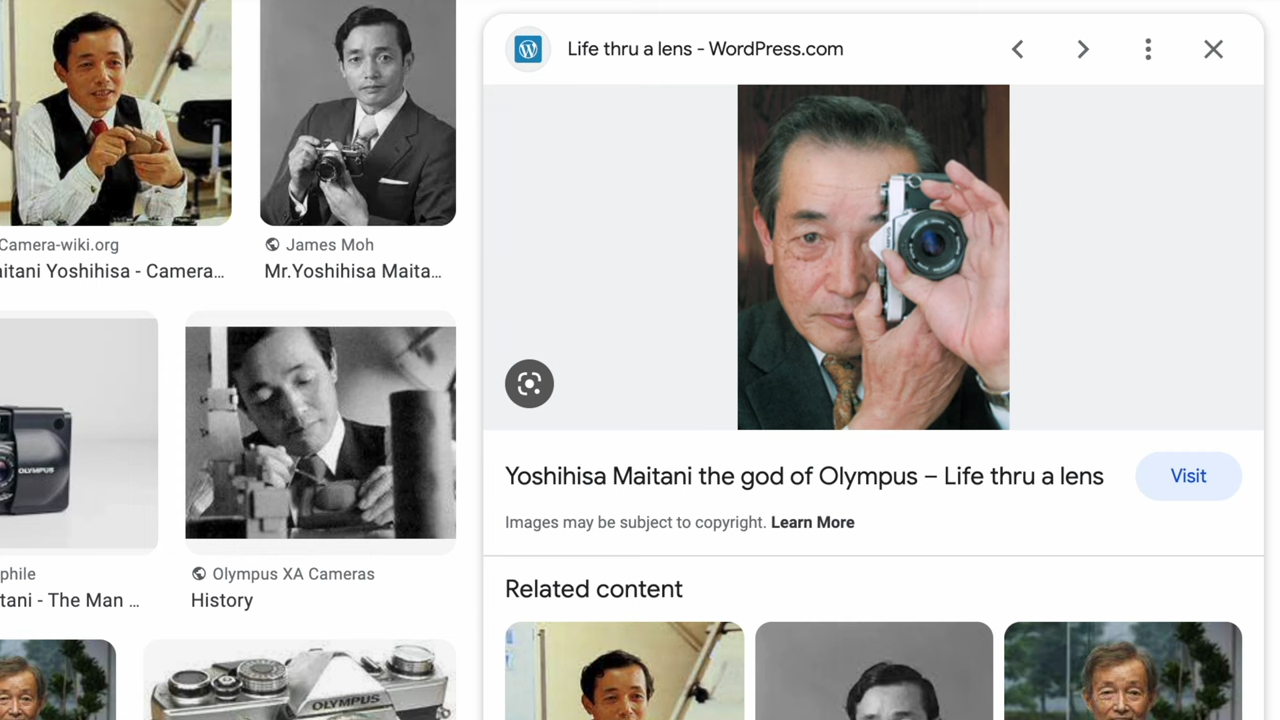 Camera-wiki.org
aitani Yoshihisa - Camera...
James Moh
Mr.Yoshihisa Maita...
OLYMPUS
phile
tani - The Man ...
Olympus XA Cameras
History
OLYMPUS
Life thru a lens - WordPress.com
Yoshihisa Maitani the god of Olympus – Life thru a lens
Visit
Images may be subject to copyright. Learn More
Related content